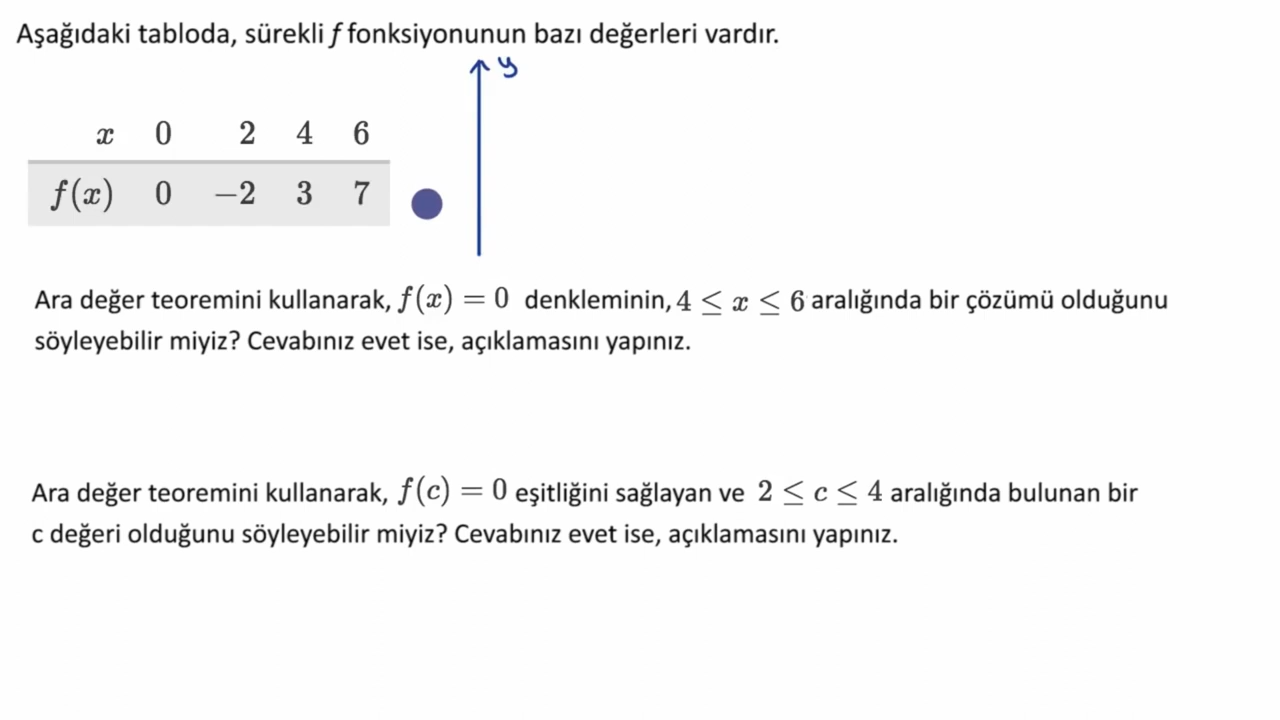 Aşağıdaki tabloda, sürekli f fonksiyonunun bazı değerleri vardır.
y
x 0 2 4 6
f(x) 0 −2 3 7
Ara değer teoremini kullanarak, f(x) = 0 denkleminin, 4 ≤ x ≤ 6 aralığında bir çözümü olduğunu
söyleyebilir miyiz? Cevabınız evet ise, açıklamasını yapınız.
Ara değer teoremini kullanarak, f(c) = 0 eşitliğini sağlayan ve 2 ≤ c ≤ 4 aralığında bulunan bir
c değeri olduğunu söyleyebilir miyiz? Cevabınız evet ise, açıklamasını yapınız.